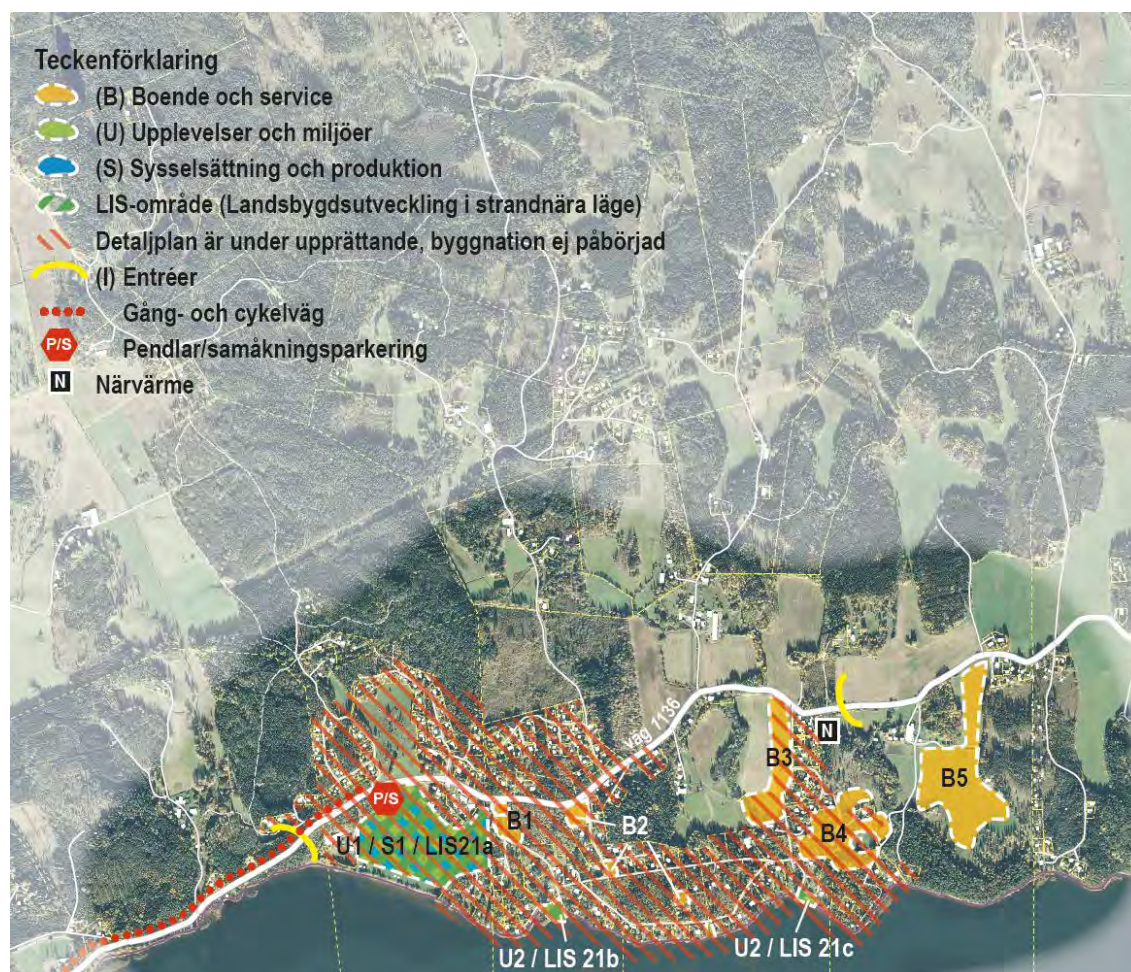 Teckenförklaring
(B) Boende och service
(U) Upplevelser och miljöer
(S) Sysselsättning och produktion
LIS-område (Landsbygdsutveckling i strandnära läge)
Detaljplan är under upprättande, byggnation ej påbörjad
(I) Entréer
Gång- och cykelväg
P/S Pendlar/samåkningsparkering
N Närvärme
väg 1136
N
B3
B5
P/S
B1
B2
B4
U1 / S1 / LIS21a
U2 / LIS 21b
U2 / LIS 21c